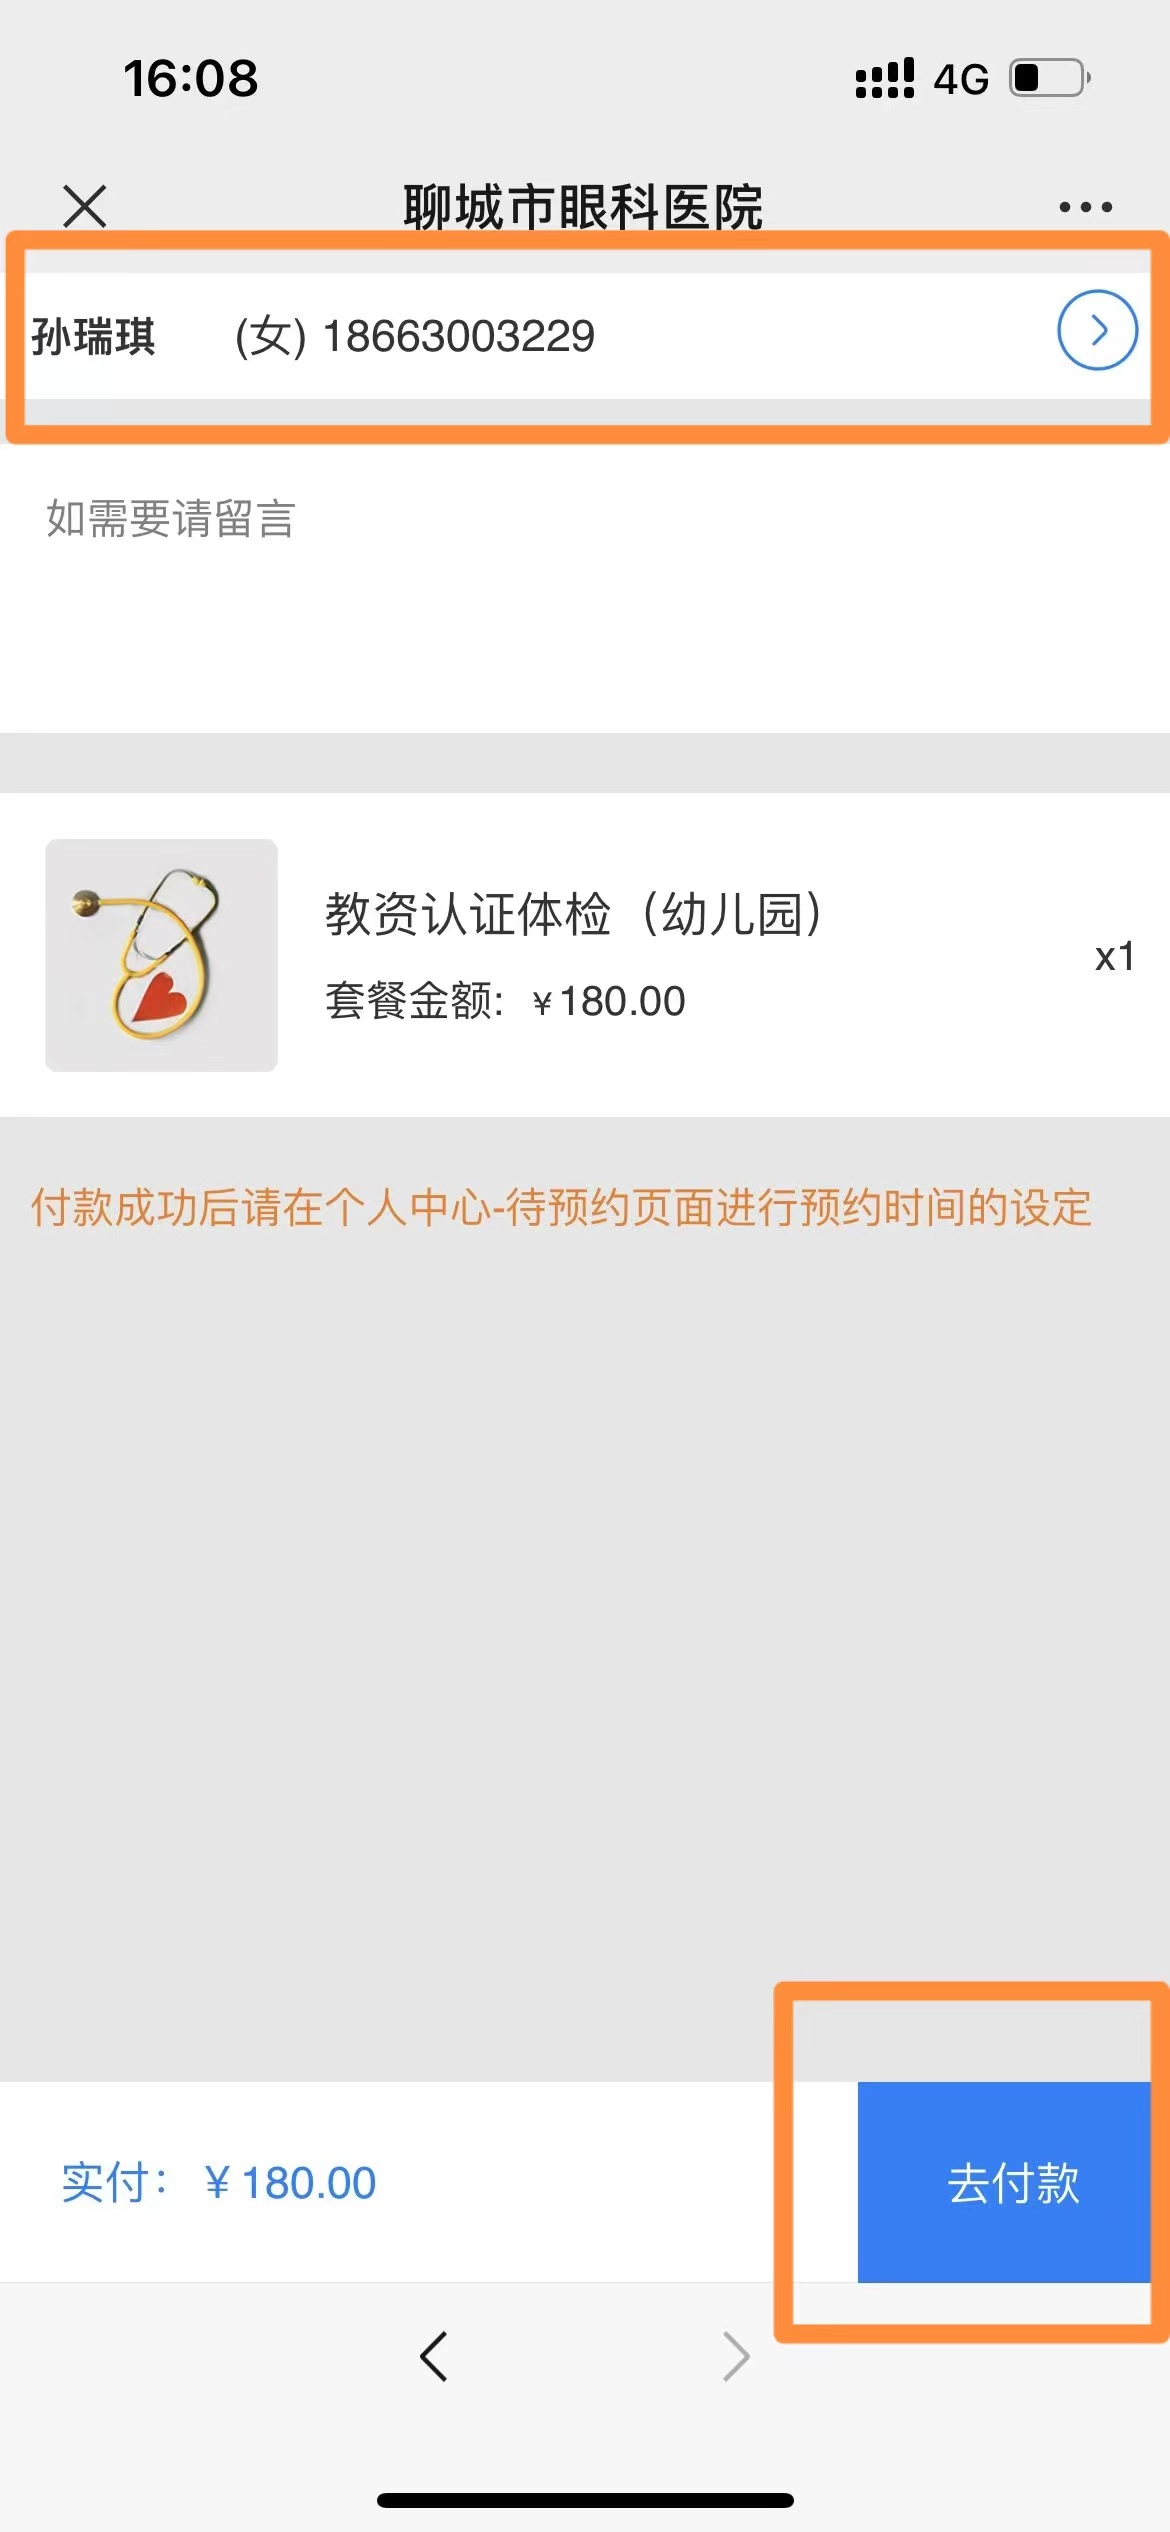 16:08
4G
聊城市眼科医院
孙瑞琪 (女) 18663003229
如需要请留言
教资认证体检（幼儿园）
x1
套餐金额: ￥180.00
付款成功后请在个人中心-待预约页面进行预约时间的设定
实付: ￥180.00
去付款